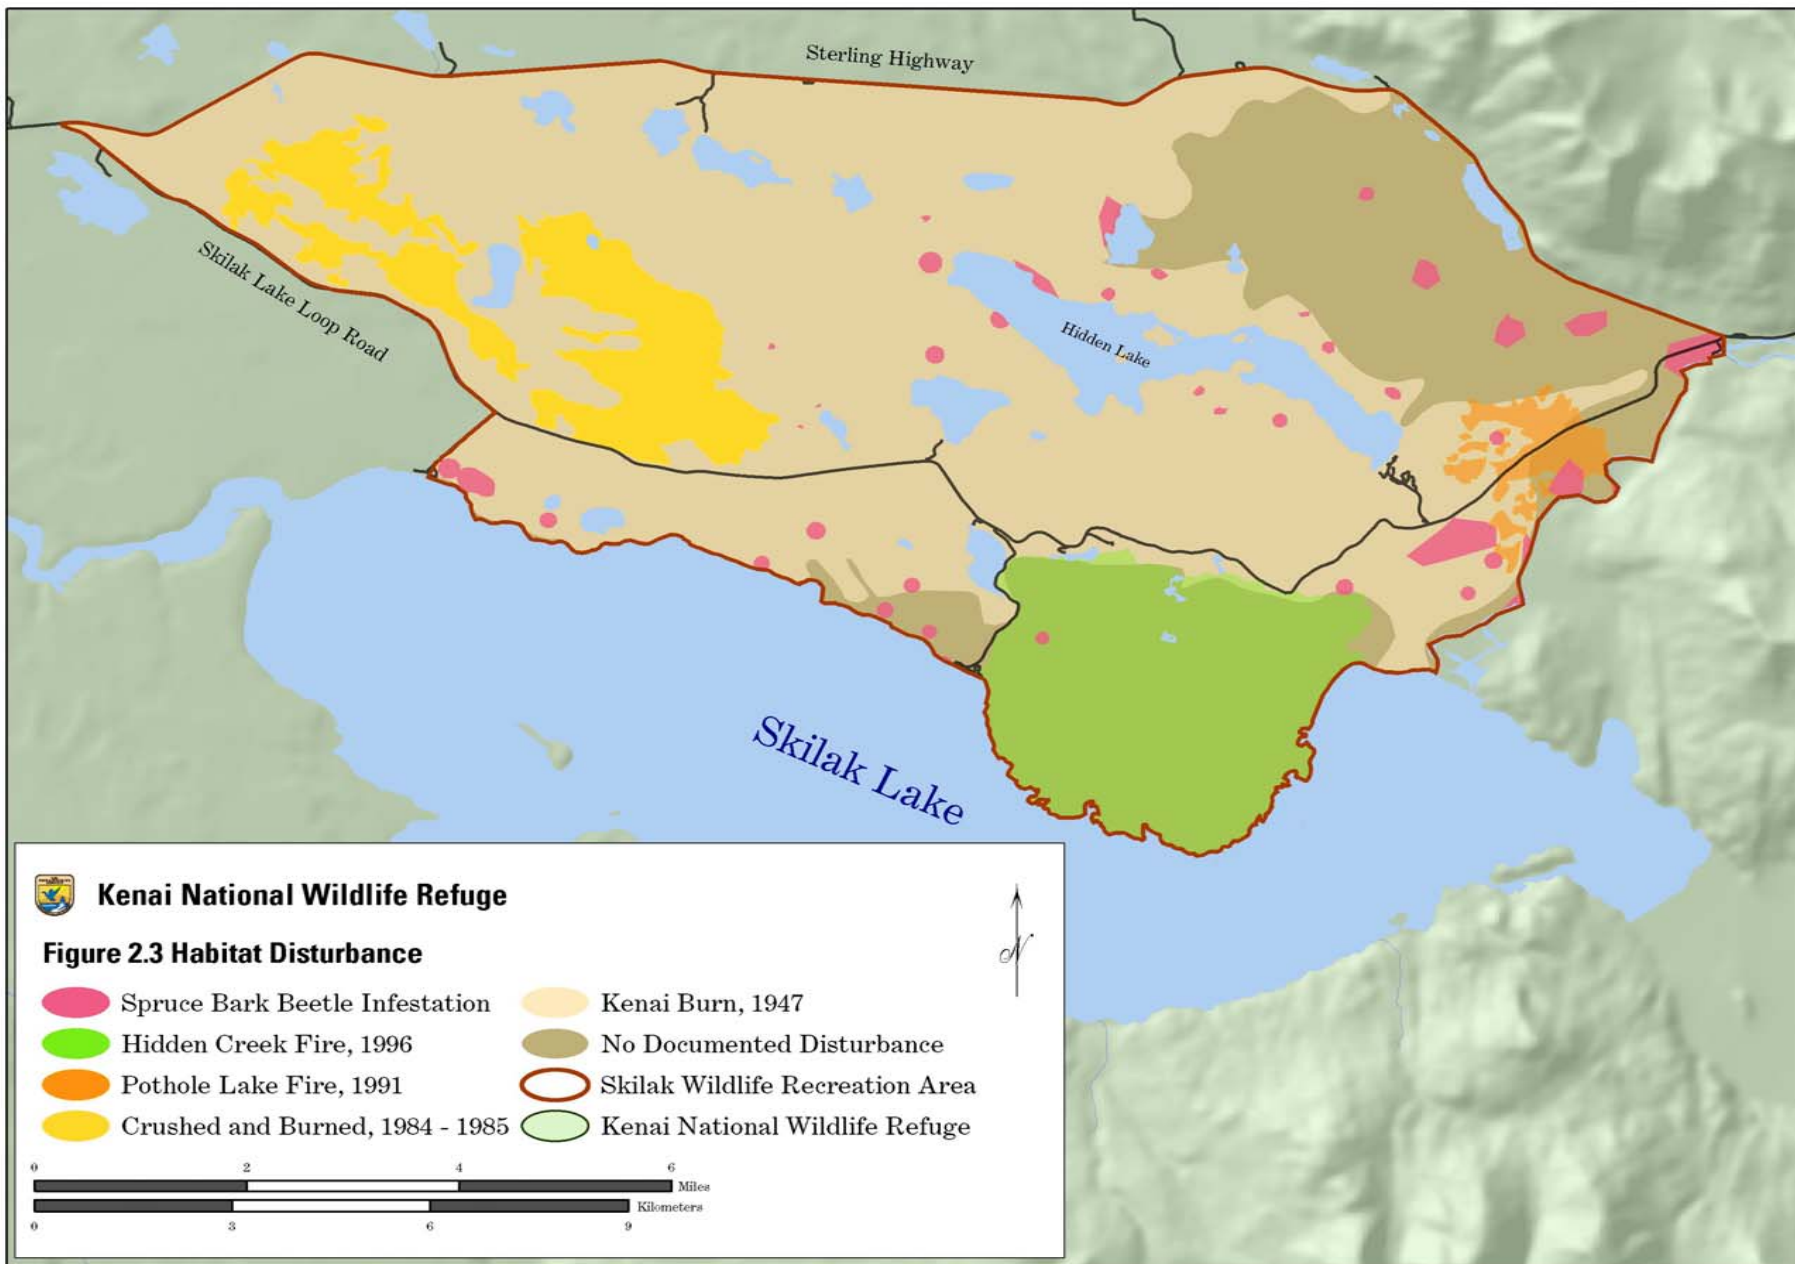 Sterling Highway
Skilak Lake Loop Road
Hidden Lake
Skilak Lake
Kenai National Wildlife Refuge
Figure 2.3 Habitat Disturbance
Spruce Bark Beetle Infestation
Hidden Creek Fire, 1996
Pothole Lake Fire, 1991
Crushed and Burned, 1984 - 1985
Kenai Burn, 1947
No Documented Disturbance
Skilak Wildlife Recreation Area
Kenai National Wildlife Refuge
N
0 2 4 6
Miles
Kilometers
0 3 6 9